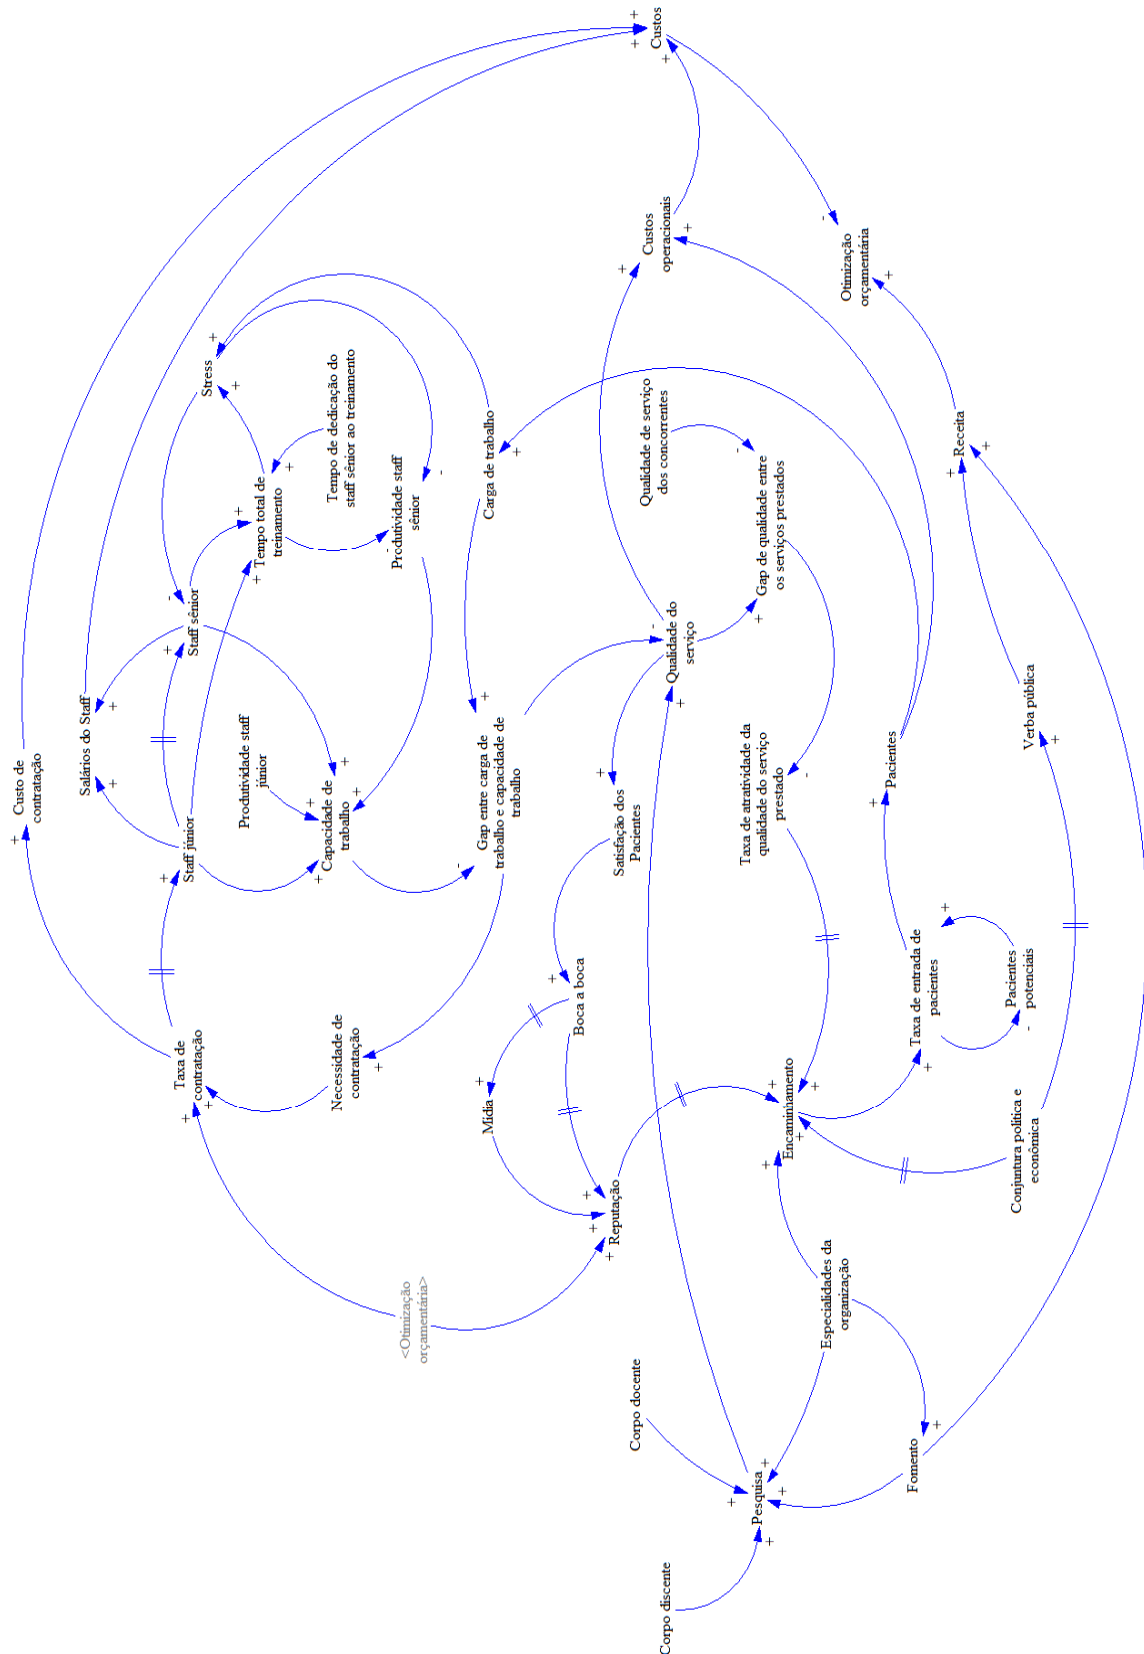 Custo de
contratação
Salários do Staff
Taxa de
contratação
Staff júnior
Staff sênior
Stress
Produtividade staff
júnior
Tempo total de
treinamento
Tempo de dedicação do
staff sênior ao treinamento
Necessidade de
contratação
Capacidade de
trabalho
Produtividade staff
sênior
<Otimização
orçamentária>
Gap entre carga de
trabalho e capacidade de
trabalho
Carga de trabalho
Mídia
Boca a boca
Reputação
Satisfação dos
Pacientes
Qualidade do
serviço
Qualidade de serviço
dos concorrentes
Custos
operacionais
Custos
Corpo discente
Corpo docente
Pesquisa
Encaminhamento
Taxa de atratividade da
qualidade do serviço
prestado
Gap de qualidade entre
os serviços prestados
Especialidades da
organização
Otimização
orçamentária
Fomento
Taxa de entrada de
pacientes
Pacientes
Receita
Conjuntura política e
econômica
Pacientes
potenciais
Verba pública